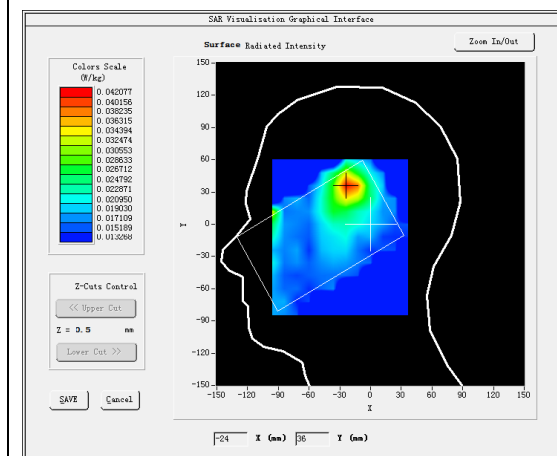 SAR Visualisation Graphical Interface
Surface Radiated Intensity
Zoom In/Out
Colors Scale
(W/kg)
0.042077
0.040156
0.038235
0.036315
0.034394
0.032474
0.030553
0.028633
0.026712
0.024792
0.022871
0.020950
0.019030
0.017109
0.015189
0.013268
Z-Cuts Control
<< Upper Cut
Z = 0.5 mm
Lower Cut >>
SAVE
Cancel
150
120
90
60
30
0
-30
-60
-90
-120
-150
Y
-150 -120 -90 -60 -30 0 30 60 90 120 150
X
-24 X (mm) 36 Y (mm)